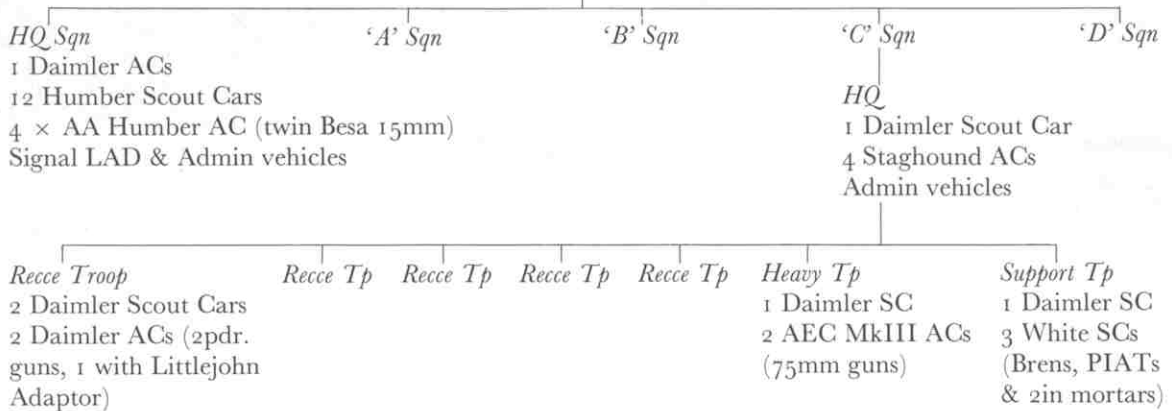 HQ Sqn
'A' Sqn
'B' Sqn
'C' Sqn
'D' Sqn
1 Daimler ACs
12 Humber Scout Cars
4 × AA Humber AC (twin Besa 15mm)
Signal LAD & Admin vehicles
HQ
1 Daimler Scout Car
4 Staghound ACs
Admin vehicles
Recce Troop
2 Daimler Scout Cars
2 Daimler ACs (2pdr.
guns, 1 with Littlejohn
Adaptor)
Recce Tp
Recce Tp
Recce Tp
Recce Tp
Heavy Tp
1 Daimler SC
2 AEC MkIII ACs
(75mm guns)
Support Tp
1 Daimler SC
3 White SCs
(Brens, PIATs
& 2in mortars)